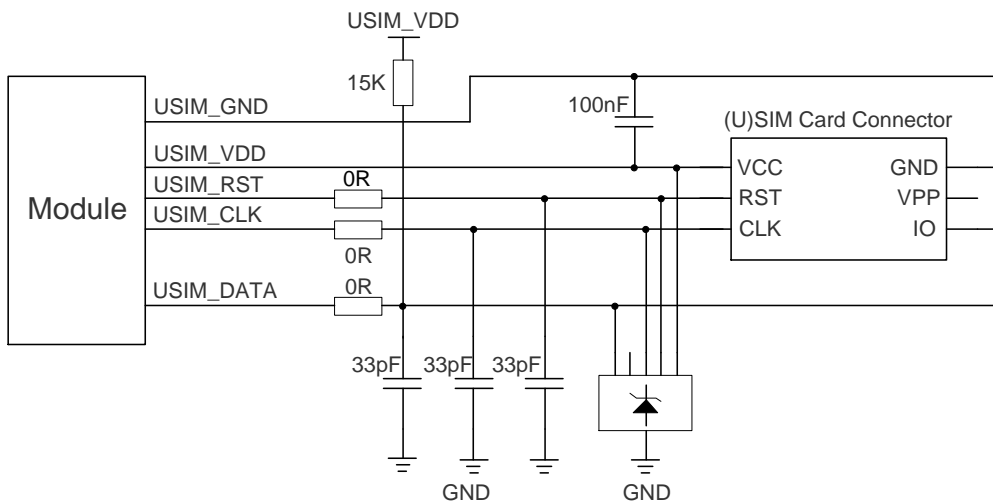 USIM_VDD
15K
USIM_GND
100nF
(U)SIM Card Connector
USIM_VDD
VCC
GND
USIM_RST
0R
RST
VPP
Module
USIM_CLK
CLK
IO
0R
USIM_DATA
0R
33pF
33pF
33pF
GND
GND